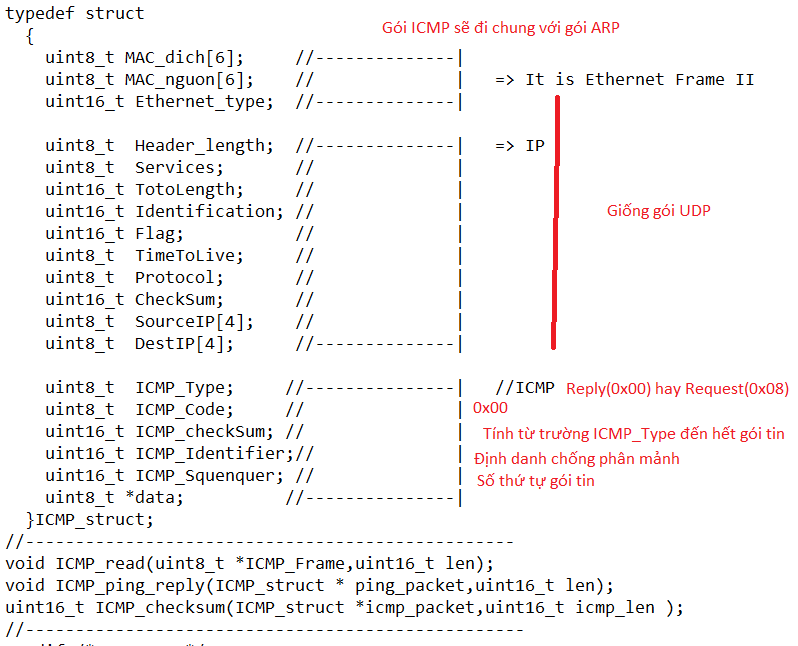 typedef struct
Gói ICMP sẽ đi chung với gói ARP
{
uint8_t MAC_dich[6]; //--------------|
uint8_t MAC_nguon[6]; // | => It is Ethernet Frame II
uint16_t Ethernet_type; //--------------|
uint8_t Header_length; //--------------| => IP
uint8_t Services; // |
uint16_t TotoLength; // |
uint16_t Identification; // | Giống gói UDP
uint16_t Flag; // |
uint8_t TimeToLive; // |
uint8_t Protocol; // |
uint16_t CheckSum; // |
uint8_t SourceIP[4]; // |
uint8_t DestIP[4]; //--------------|
uint8_t ICMP_Type; //---------------| //ICMP Reply(0x00) hay Request(0x08)
uint8_t ICMP_Code; // | 0x00
uint16_t ICMP_checkSum; // | Tính từ trường ICMP_Type đến hết gói tin
uint16_t ICMP_Identifier;// | Định danh chống phân mảnh
uint16_t ICMP_Squenquer; // | Số thứ tự gói tin
uint8_t *data; //---------------|
}ICMP_struct;
//-------------------------------------------------
void ICMP_read(uint8_t *ICMP_Frame,uint16_t len);
void ICMP_ping_reply(ICMP_struct * ping_packet,uint16_t len);
uint16_t ICMP_checksum(ICMP_struct *icmp_packet,uint16_t icmp_len );
//--------------------------------------------------